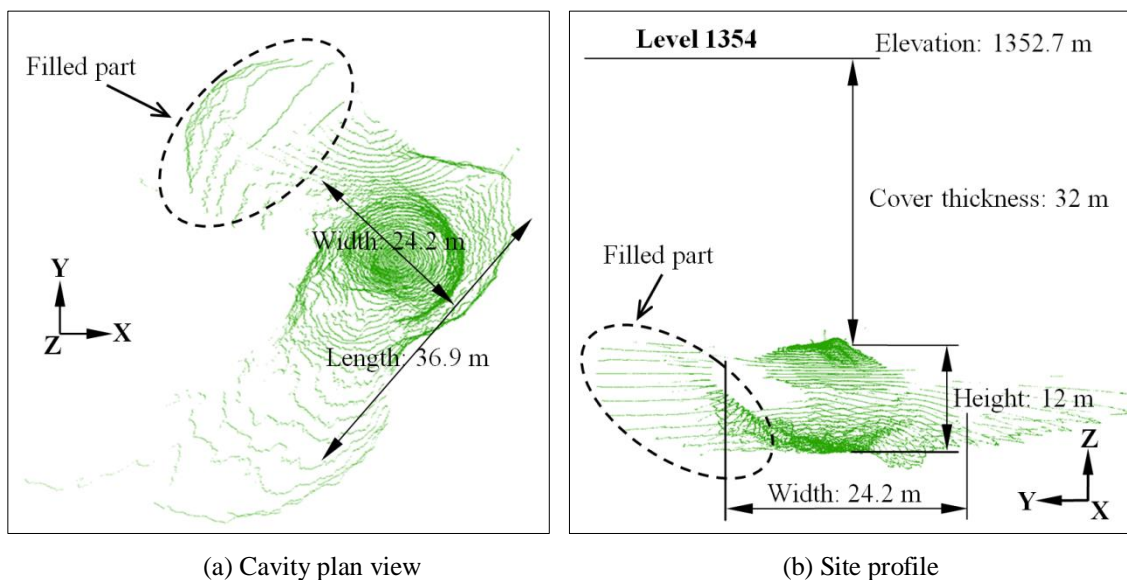 Filled part
Width: 24.2 m
Length: 36.9 m
Y
Z
X
(a) Cavity plan view
Level 1354
Elevation: 1352.7 m
Cover thickness: 32 m
Filled part
Height: 12 m
Width: 24.2 m
Z
Y
X
(b) Site profile